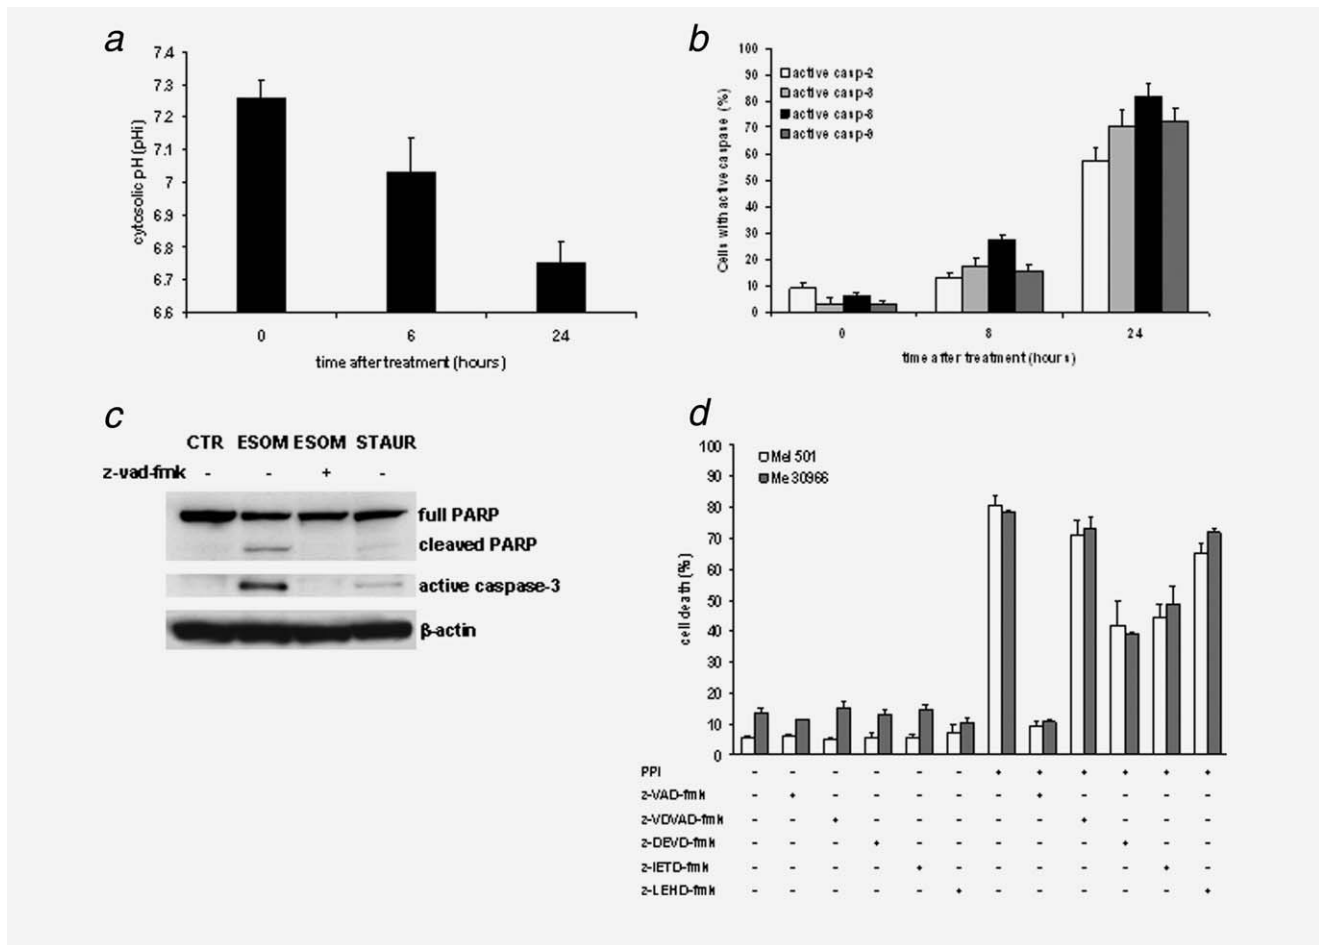 a
7.4
7.3
7.2
7.1
7
6.9
6.8
6.7
6.6
cytosolic pH (pHi)
0 6 24
time after treatment (hours)
b
100
90
80
70
60
50
40
30
20
10
0
Cells with active caspase (%)
active casp-2
active casp-3
active casp-8
active casp-9
0 8 24
time after treatment (hours)
c
CTR ESOM ESOM STAUR
z-vad-fmk - - + -
full PARP
cleaved PARP
active caspase-3
β-actin
d
100
90
80
70
60
50
40
30
20
10
0
cell death (%)
Mel 501
Me 30966
PPI - - - - - - + + + + + +
z-VAD-fmk - + - - - - - + - - - -
z-VDVAD-fmk - - + - - - - - + - - -
z-DEVD-fmk - - - + - - - - - + - -
z-IETD-fmk - - - - + - - - - - + -
z-LEHD-fmk - - - - - + - - - - - +